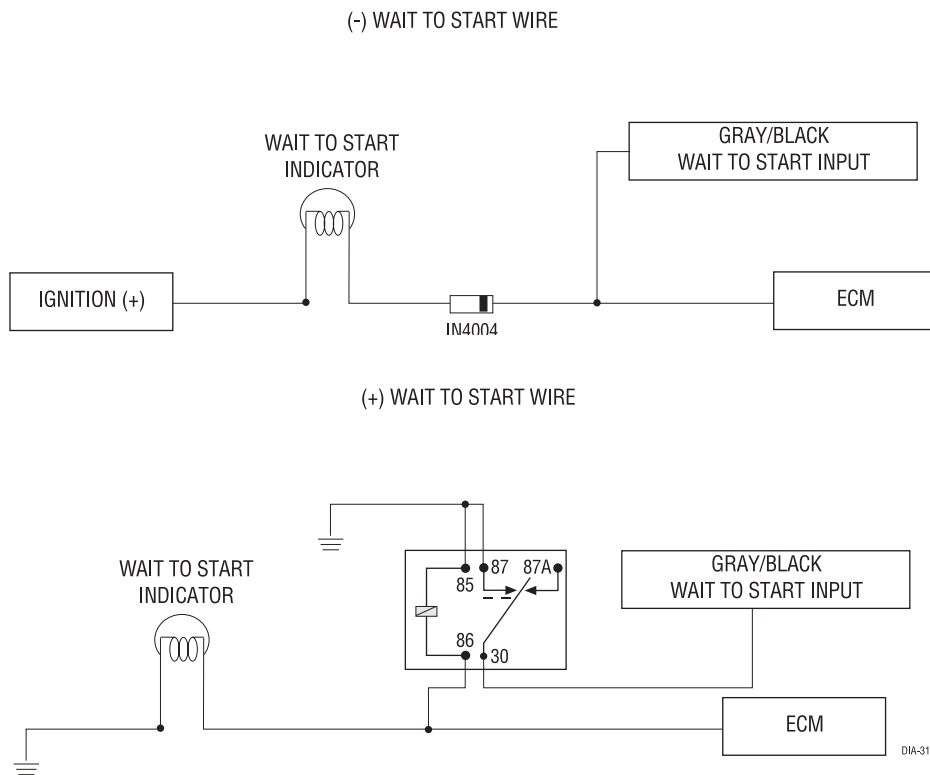 (-) WAIT TO START WIRE
WAIT TO START
INDICATOR
GRAY/BLACK
WAIT TO START INPUT
IGNITION (+)
IN4004
ECM
(+) WAIT TO START WIRE
WAIT TO START
INDICATOR
85
87
87A
86
30
GRAY/BLACK
WAIT TO START INPUT
ECM
DIA-31